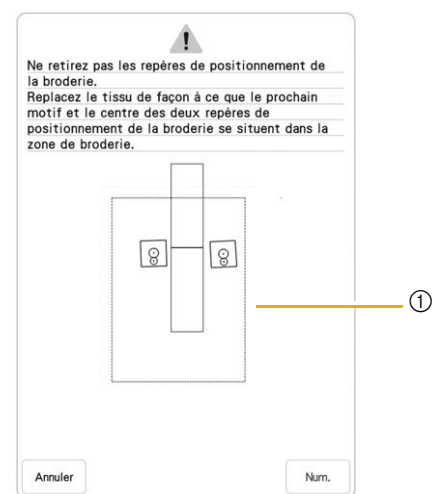 Ne retirez pas les repères de positionnement de
la broderie.
Replacez le tissu de façon à ce que le prochain
motif et le centre des deux repères de
positionnement de la broderie se situent dans la
zone de broderie.
①
Annuler
Num.